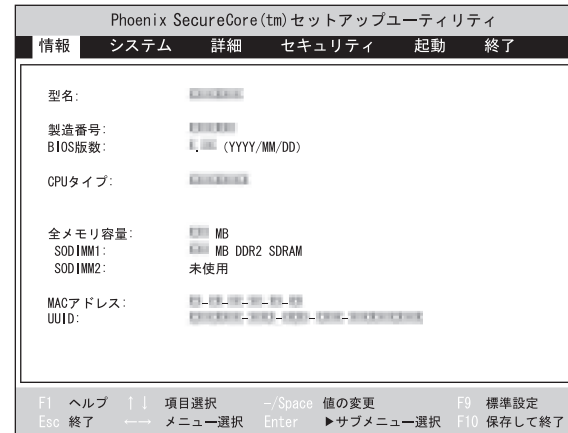 Phoenix SecureCore(tm)セットアップユーティリティ
情報 システム 詳細 セキュリティ 起動 終了
型名:
製造番号:
BIOS版数: (YYYY/MM/DD)
CPUタイプ:
全メモリ容量: MB
SODIMM1: MB DDR2 SDRAM
SODIMM2: 未使用
MACアドレス:
UUID:
F1 ヘルプ ↑↓ 項目選択 -/Space 値の変更 F9 標準設定
Esc 終了 ←→ メニュー選択 Enter ▶サブメニュー選択 F10 保存して終了